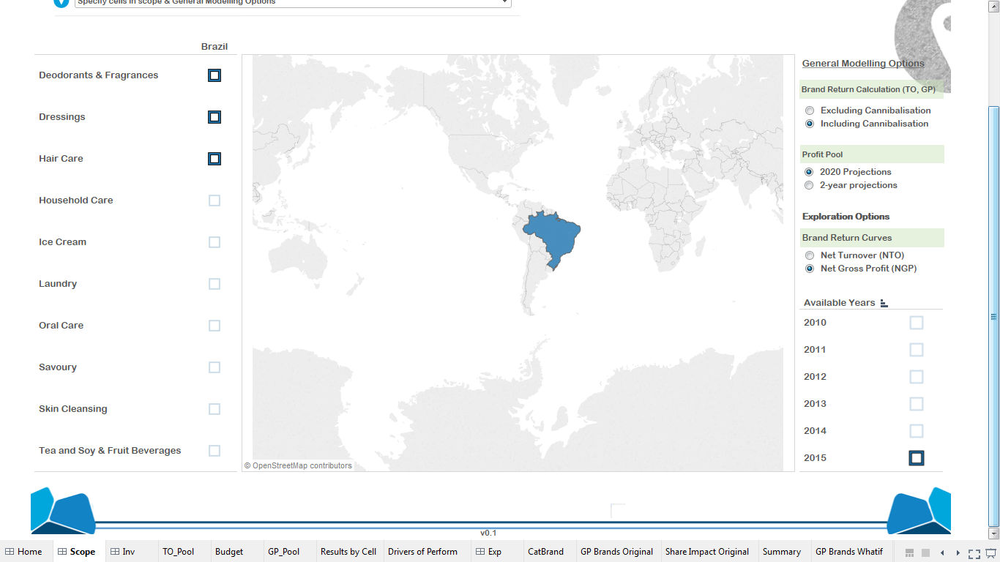 Specify cells in scope & General Modelling Options
Brazil
Deodorants & Fragrances
Dressings
Hair Care
Household Care
Ice Cream
Laundry
Oral Care
Savoury
Skin Cleansing
Tea and Soy & Fruit Beverages
© OpenStreetMap contributors
General Modelling Options
Brand Return Calculation (TO, GP)
Excluding Cannibalisation
Including Cannibalisation
Profit Pool
2020 Projections
2-year projections
Exploration Options
Brand Return Curves
Net Turnover (NTO)
Net Gross Profit (NGP)
Available Years
2010
2011
2012
2013
2014
2015
v0.1
Home Scope Inv TO_Pool Budget GP_Pool Results by Cell Drivers of Perform Exp CatBrand GP Brands Original Share Impact Original Summary GP Brands Whatif